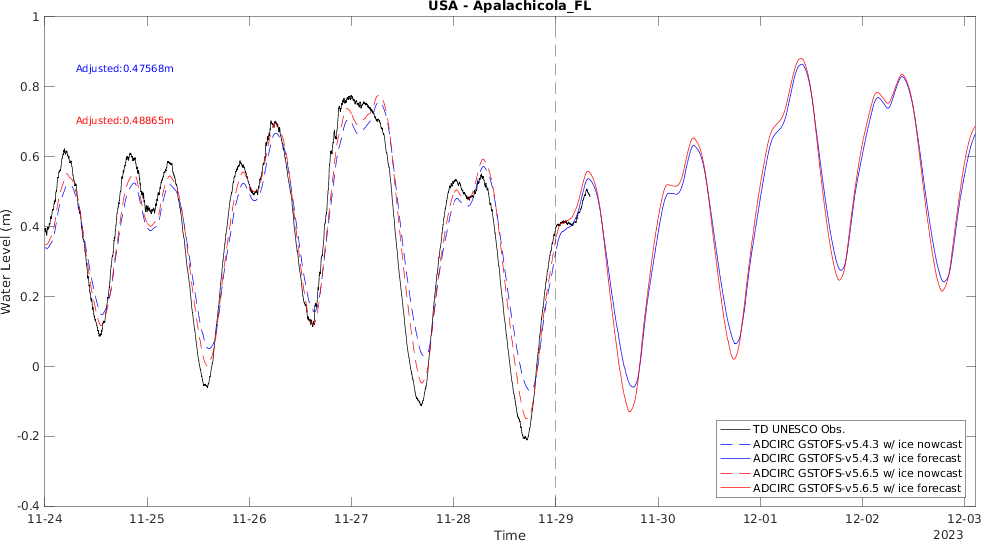 USA - Apalachicola_FL
Adjusted:0.47568m
Adjusted:0.48865m
Water Level (m)
1
0.8
0.6
0.4
0.2
0
-0.2
-0.4
TD UNESCO Obs.
ADCIRC GSTOFS-v5.4.3 w/ ice nowcast
ADCIRC GSTOFS-v5.4.3 w/ ice forecast
ADCIRC GSTOFS-v5.6.5 w/ ice nowcast
ADCIRC GSTOFS-v5.6.5 w/ ice forecast
11-24 11-25 11-26 11-27 11-28 11-29 11-30 12-01 12-02 12-03
Time
2023